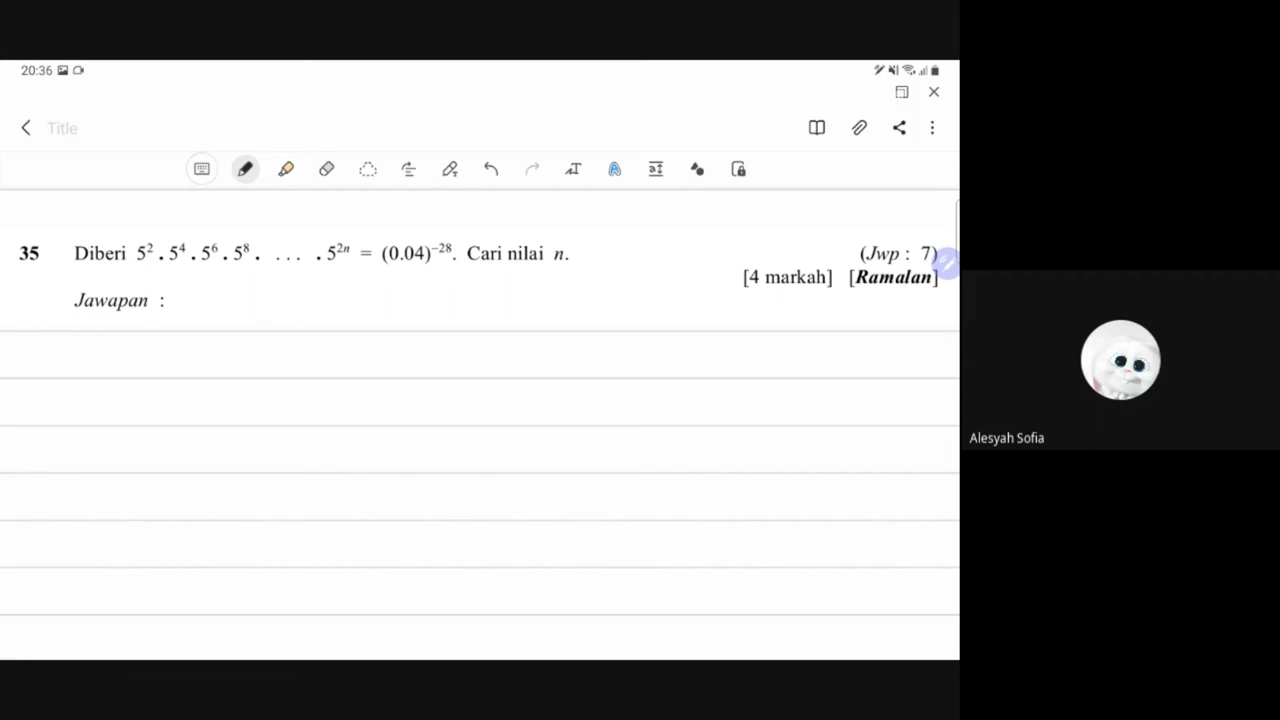 20:36
Title
35 Diberi 5² . 5⁴ . 5⁶ . 5⁸ . ... . 5²ⁿ = (0.04)⁻²⁸. Cari nilai n. (Jwp : 7)
[4 markah] [Ramalan]
Jawapan :
Alesyah Sofia